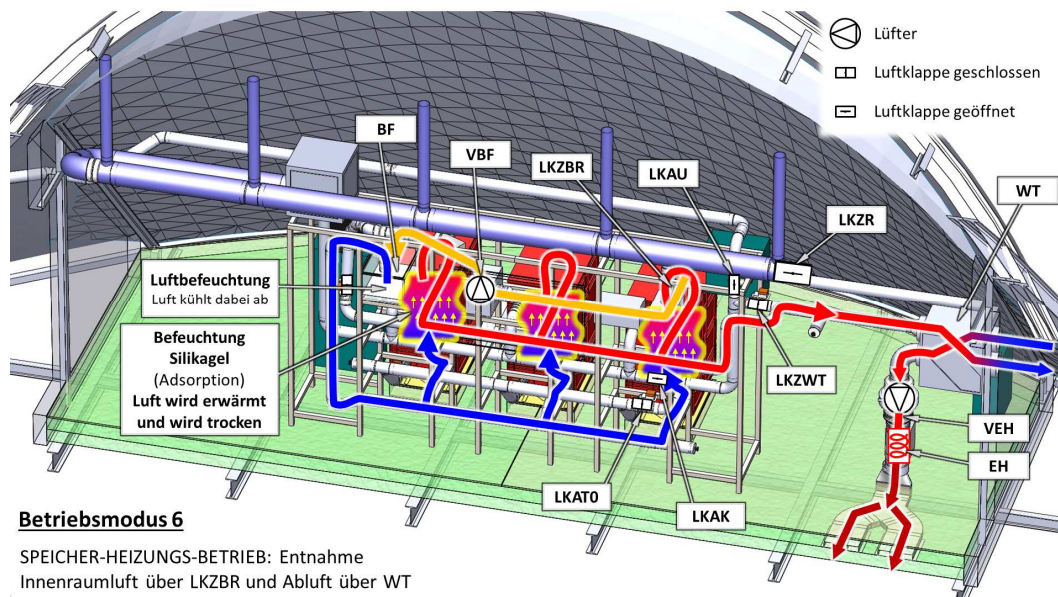 Lüfter
Luftklappe geschlossen
Luftklappe geöffnet
BF
VBF
LKZBR
LKAU
LKZR
WT
Luftbefeuchtung
Luft kühlt dabei ab
Befeuchtung
Silikagel
(Adsorption)
Luft wird erwärmt
und wird trocken
LKZWT
VEH
EH
LKAT0
LKAK
Betriebsmodus 6
SPEICHER-HEIZUNGS-BETRIEB: Entnahme
Innenraumluft über LKZBR und Abluft über WT